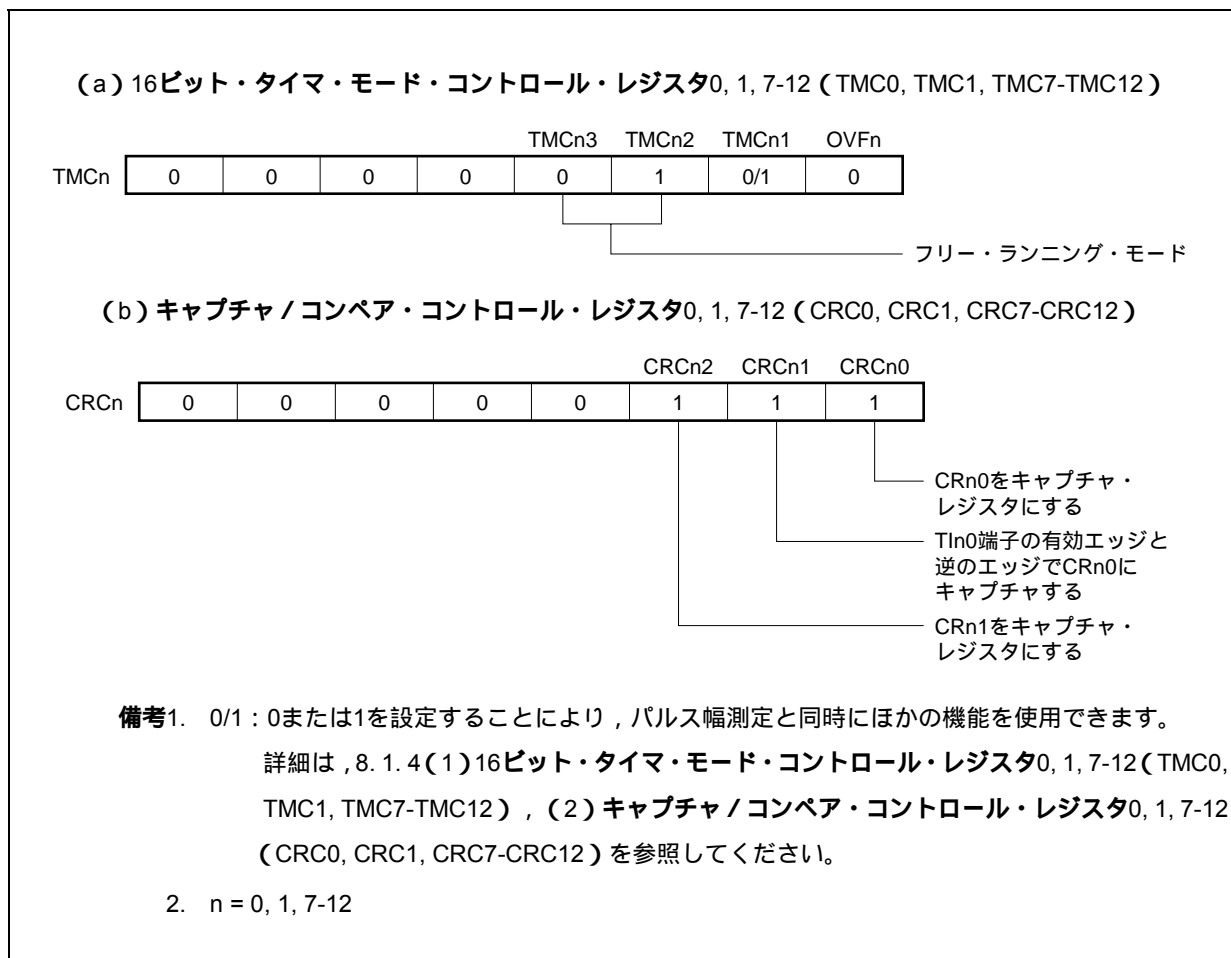 (a)16ビット・タイマ・モード・コントロール・レジスタ0, 1, 7-12(TMC0, TMC1, TMC7-TMC12)
TMCn3 TMCn2 TMCn1 OVFn
TMCn 0 0 0 0 0 1 0/1 0
フリー・ランニング・モード
(b)キャプチャ/コンペア・コントロール・レジスタ0, 1, 7-12(CRC0, CRC1, CRC7-CRC12)
CRCn2 CRCn1 CRCn0
CRCn 0 0 0 0 0 1 1 1
CRn0をキャプチャ・
レジスタにする
TIn0端子の有効エッジと
逆のエッジでCRn0に
キャプチャする
CRn1をキャプチャ・
レジスタにする
備考1. 0/1:0または1を設定することにより,パルス幅測定と同時にほかの機能を使用できます。
詳細は,8. 1. 4(1)16ビット・タイマ・モード・コントロール・レジスタ0, 1, 7-12(TMC0,
TMC1, TMC7-TMC12),(2)キャプチャ/コンペア・コントロール・レジスタ0, 1, 7-12
(CRC0, CRC1, CRC7-CRC12)を参照してください。
2. n = 0, 1, 7-12